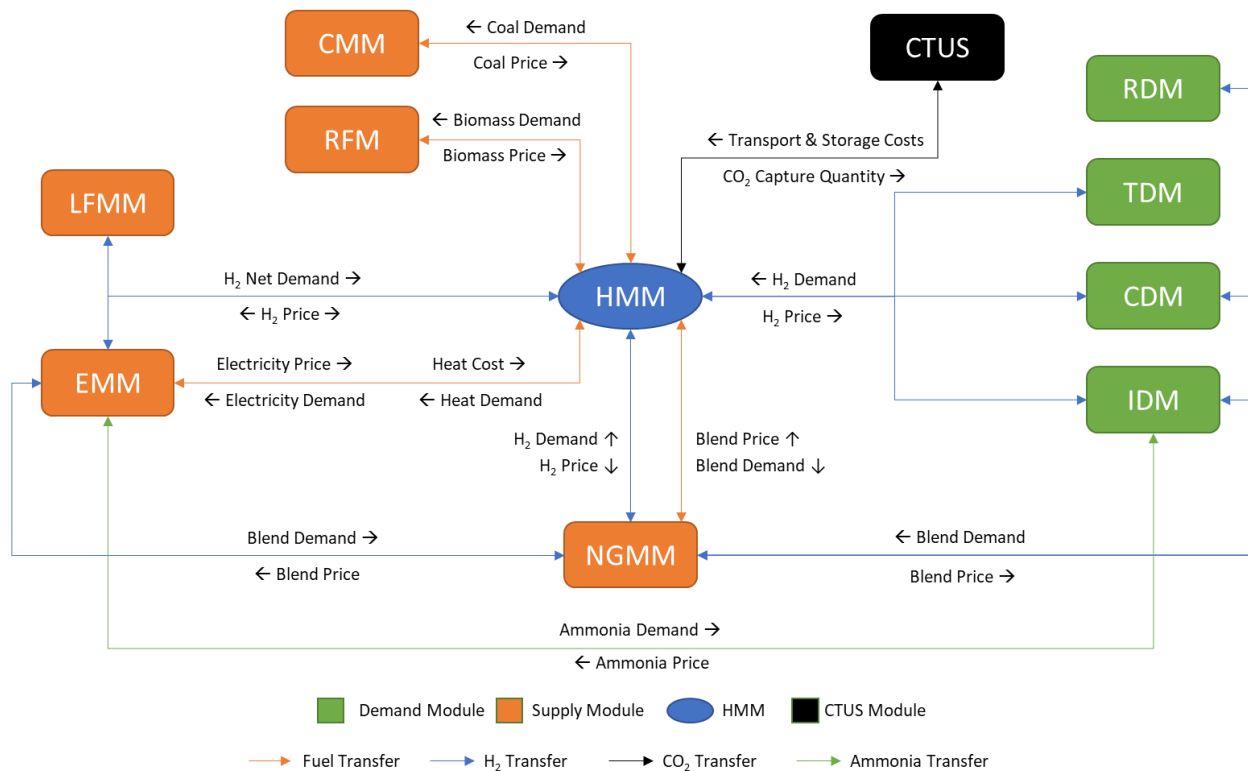 CMM
← Coal Demand
Coal Price →
CTUS
RDM
RFM
← Biomass Demand
Biomass Price →
← Transport & Storage Costs
CO₂ Capture Quantity →
TDM
LFMM
H₂ Net Demand →
← H₂ Price →
HMM
← H₂ Demand
H₂ Price →
CDM
EMM
Electricity Price →
← Electricity Demand
Heat Cost →
← Heat Demand
IDM
H₂ Demand ↑
H₂ Price ↓
Blend Price ↑
Blend Demand ↓
Blend Demand →
← Blend Price
NGMM
← Blend Demand
Blend Price →
Ammonia Demand →
← Ammonia Price
Demand Module
Supply Module
HMM
CTUS Module
Fuel Transfer
H₂ Transfer
CO₂ Transfer
Ammonia Transfer